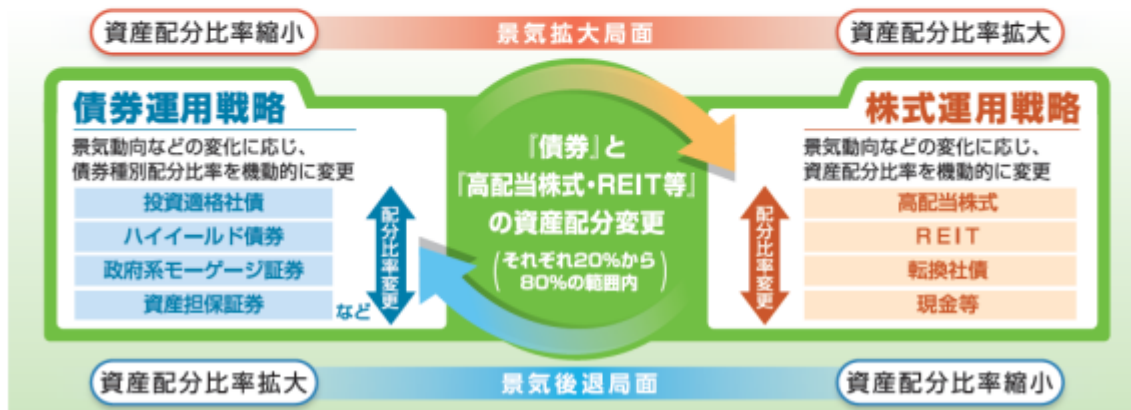 資産配分比率縮小
景気拡大局面
資産配分比率拡大
債券運用戦略
景気動向などの変化に応じ、
債券種別配分比率を機動的に変更
投資適格社債
ハイイールド債券
政府系モーゲージ証券
資産担保証券
など
配分比率変更
『債券』と
『高配当株式・REIT等』
の資産配分変更
(それぞれ20%から
80%の範囲内)
株式運用戦略
景気動向などの変化に応じ、
資産配分比率を機動的に変更
配分比率変更
高配当株式
REIT
転換社債
現金等
資産配分比率拡大
景気後退局面
資産配分比率縮小